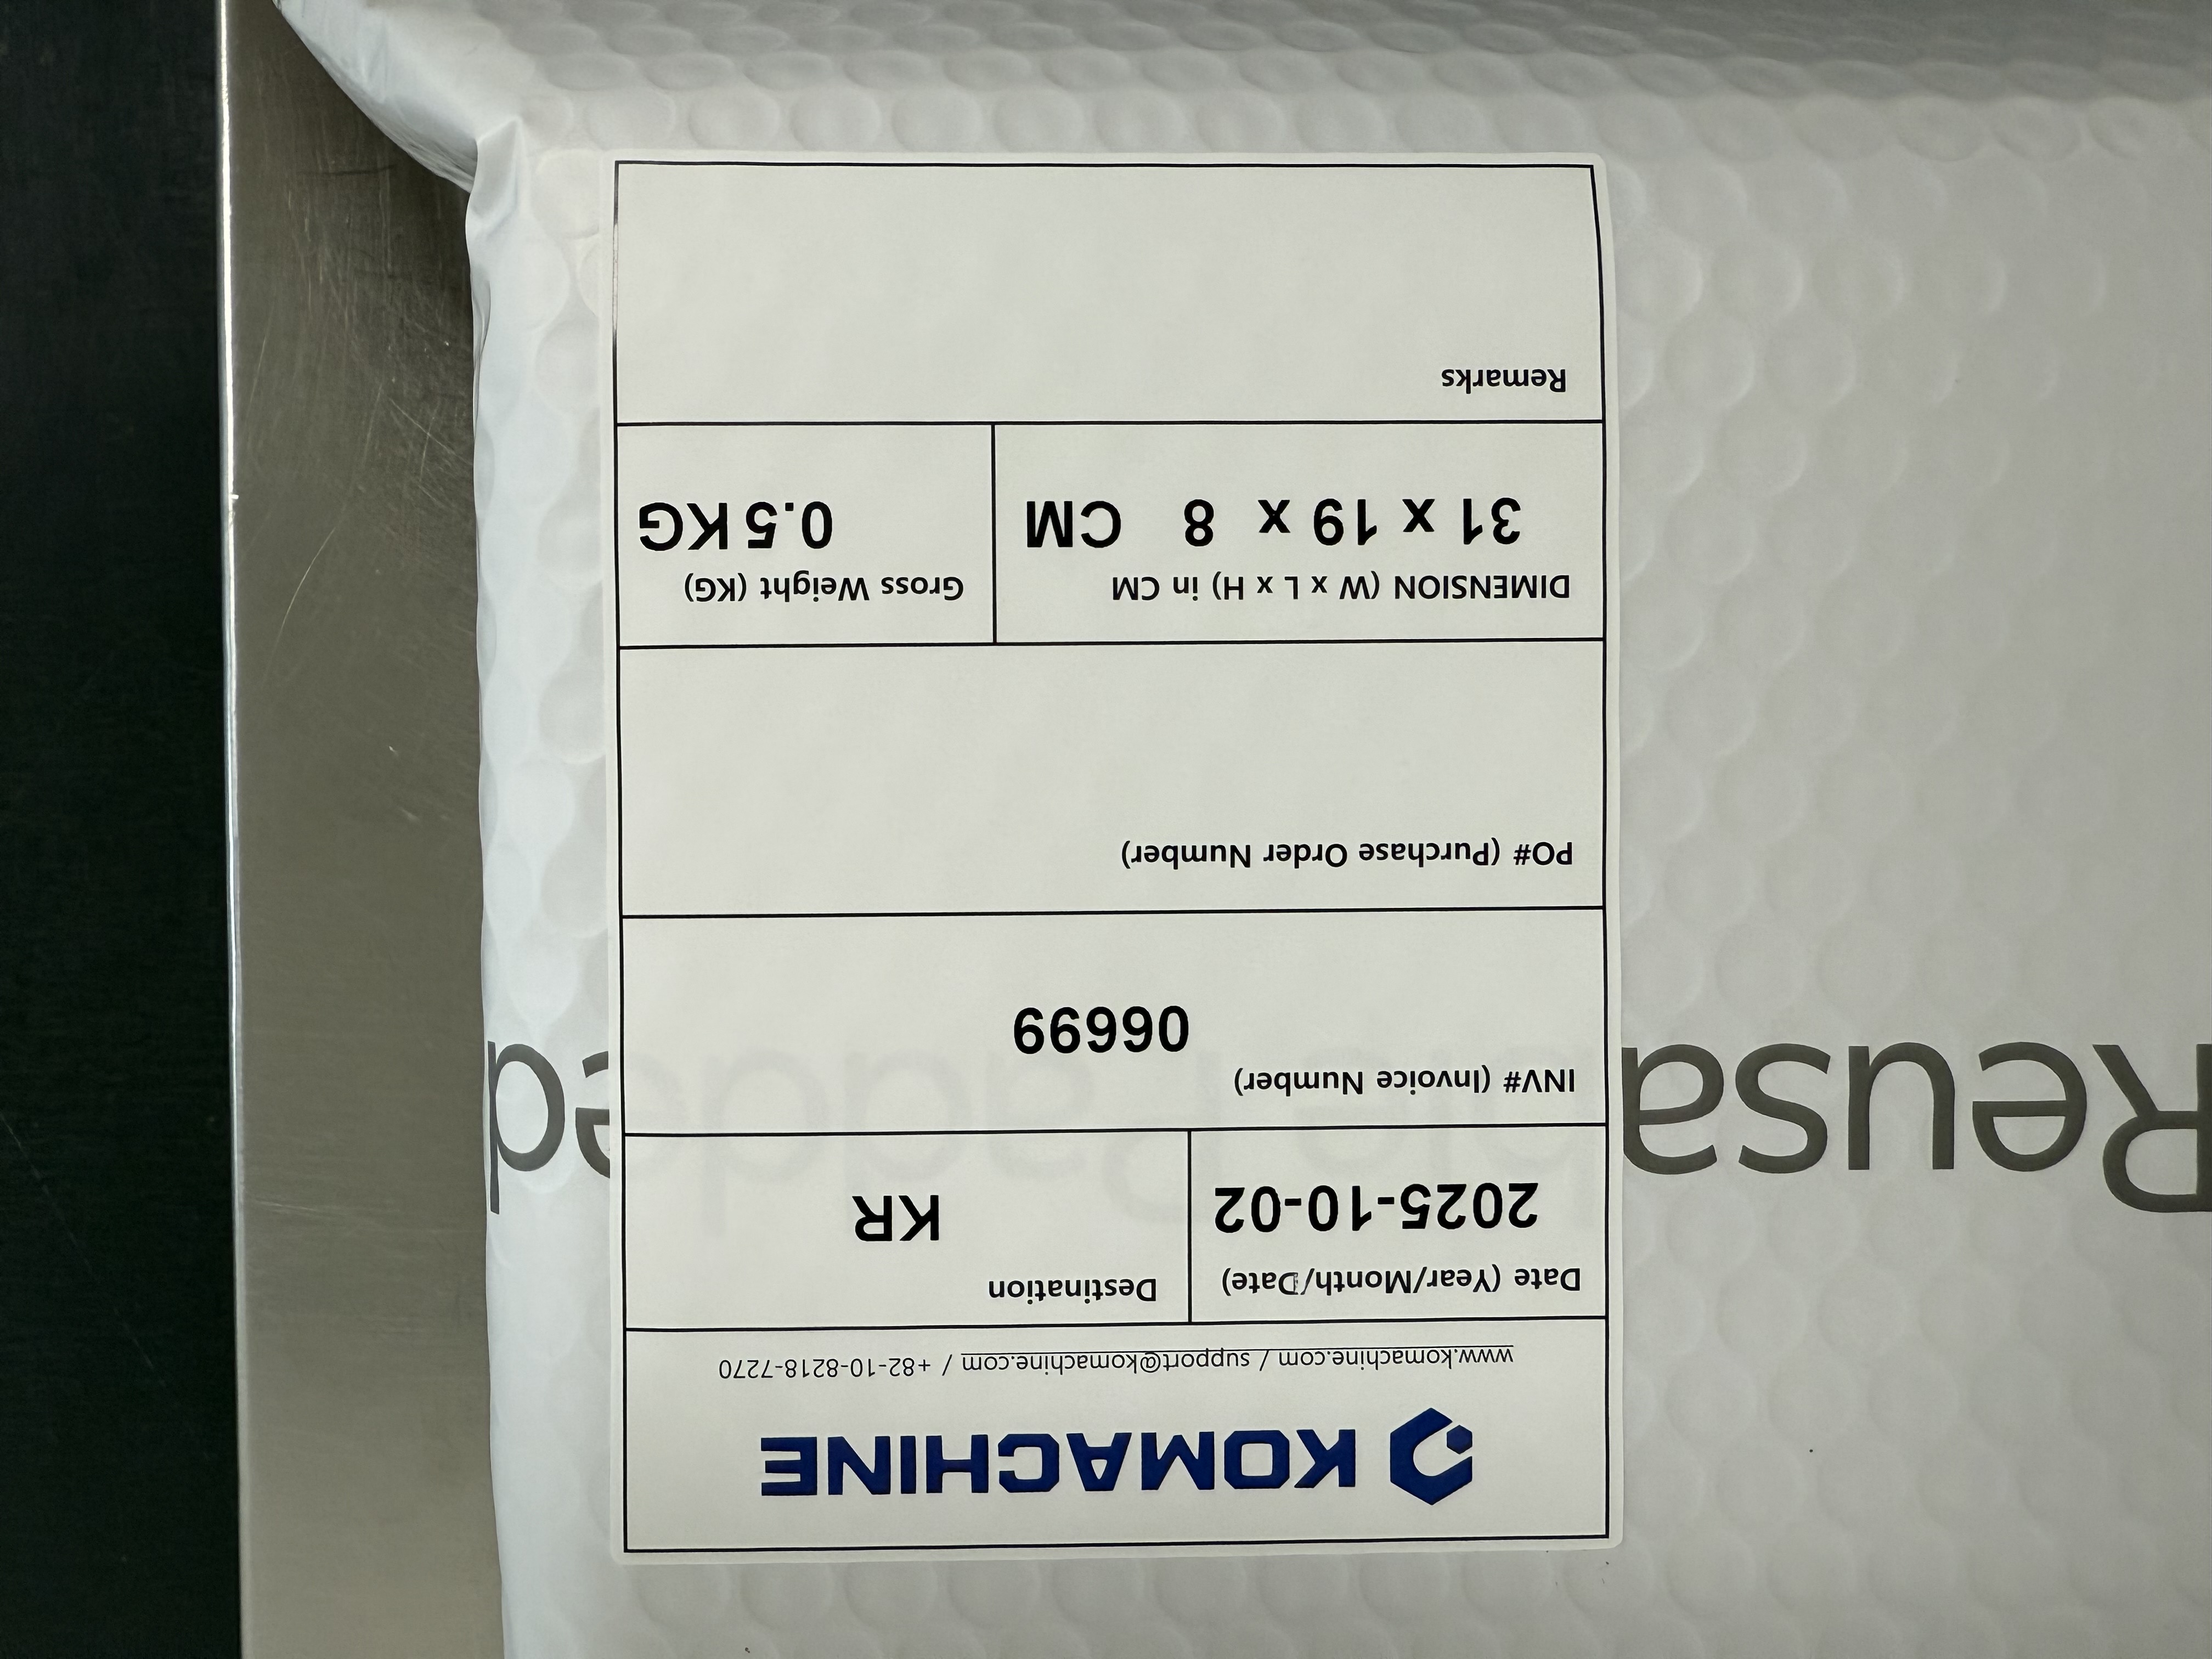 KOMACHINE
www.komachine.com / support@komachine.com / +82-10-8218-7270
Date (Year/Month/Date)
2025-10-02
Destination
KR
INV# (Invoice Number)
06699
PO# (Purchase Order Number)
DIMENSION (W x L x H) in CM
31 x 19 x 8 CM
Gross Weight (KG)
0.5 KG
Remarks